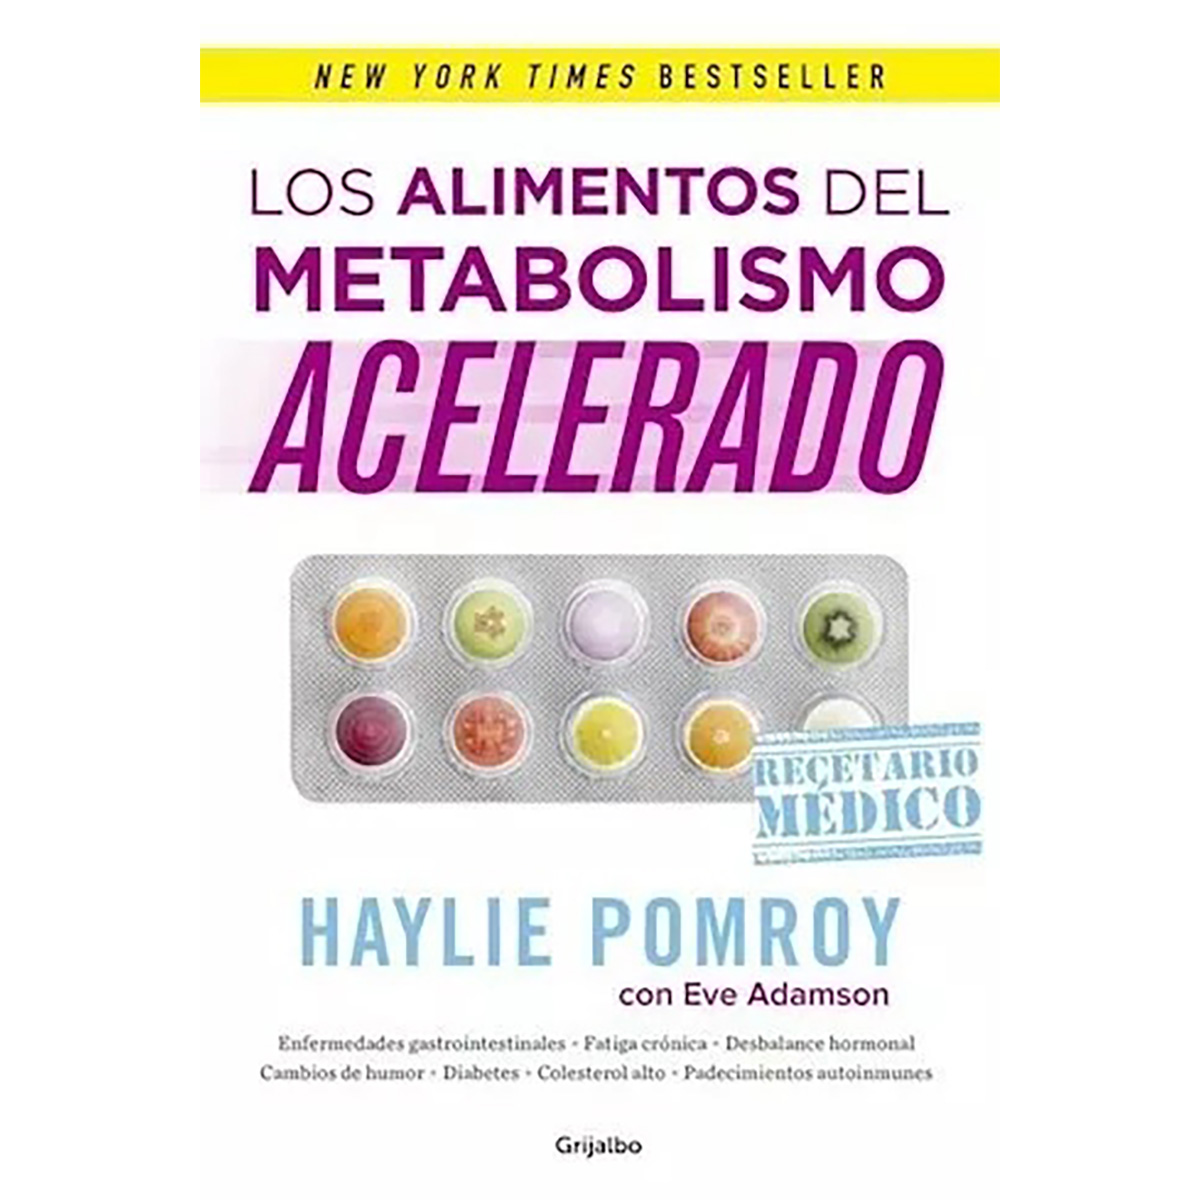 NEW YORK TIMES BESTSELLER
LOS ALIMENTOS DEL
METABOLISMO
ACELERADO
RECETARIO
MÉDICO
HAYLIE POMROY
con Eve Adamson
Enfermedades gastrointestinales • Fatiga crónica • Desbalance hormonal
Cambios de humor • Diabetes • Colesterol alto • Padecimientos autoinmunes
Grijalbo